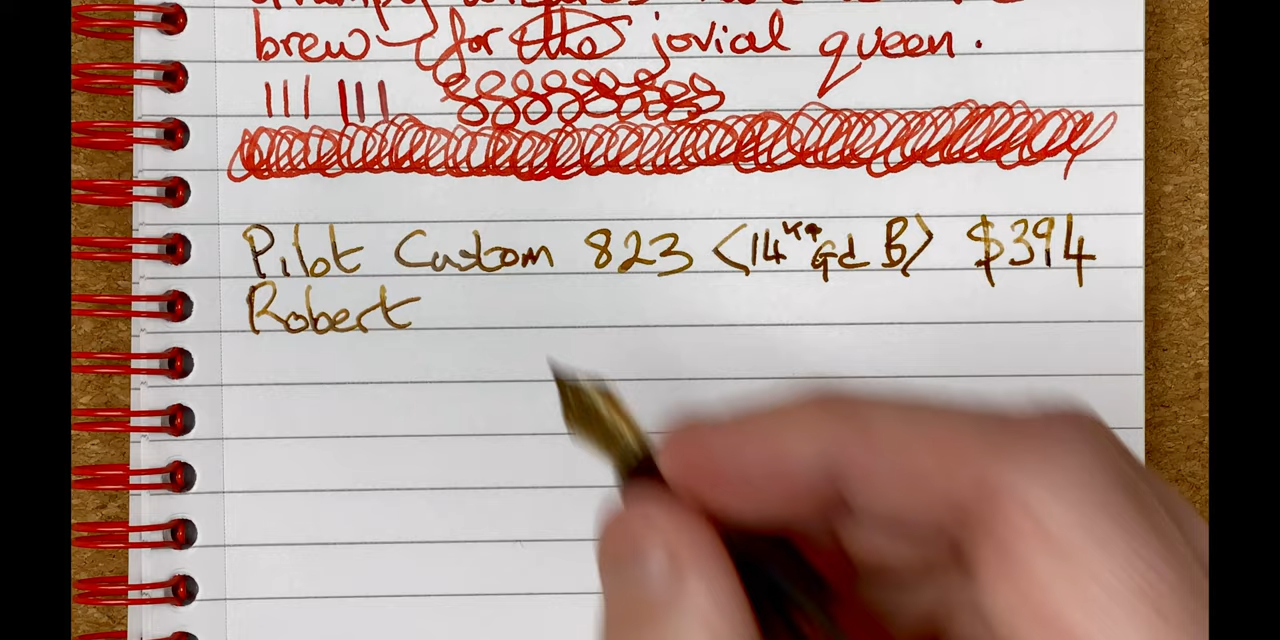 brew for the jovial queen.
Pilot Custom 823 <14Kt Gd B> $394
Robert